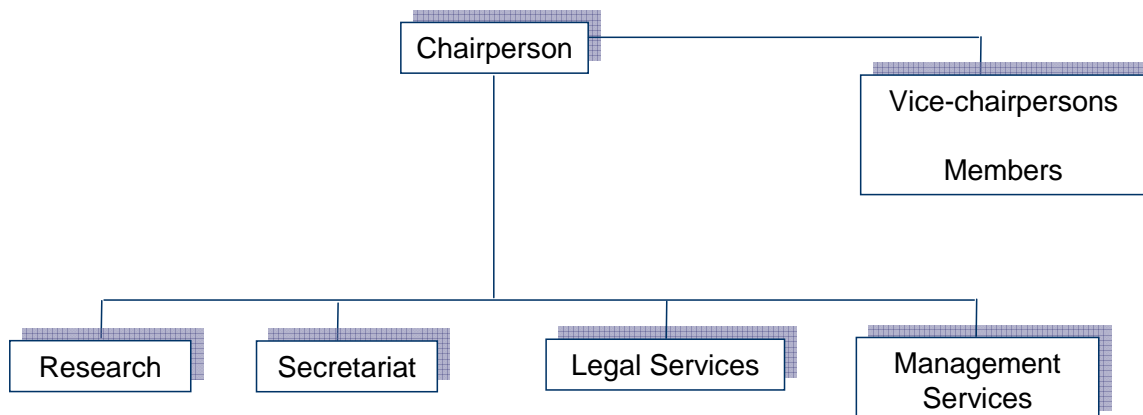 Chairperson
Vice-chairpersons
Members
Research
Secretariat
Legal Services
Management
Services